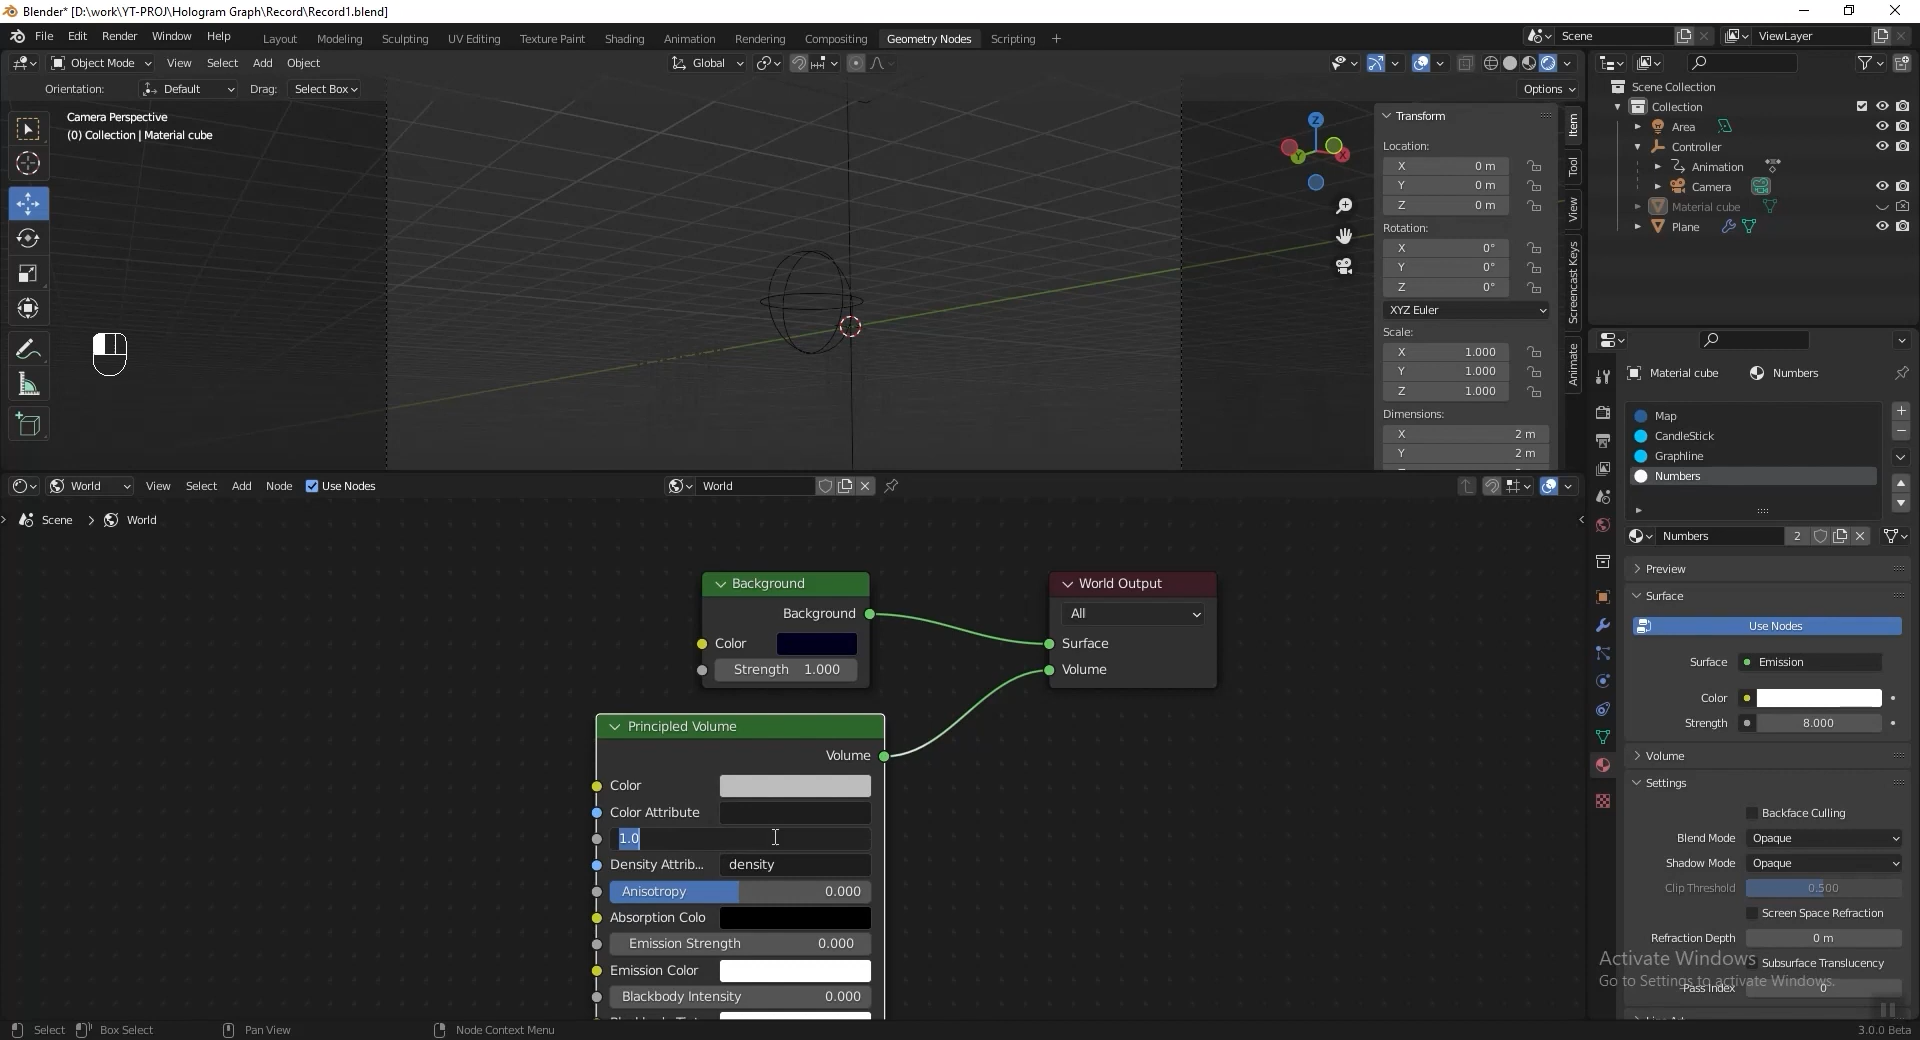 Blender* [D:\work\YT-PROJ\Hologram Graph\Record\Record1.blend]
File Edit Render Window Help Layout Modeling Sculpting UV Editing Texture Paint Shading Animation Rendering Compositing Geometry Nodes Scripting + Scene ViewLayer
Object Mode View Select Add Object Global
Orientation: Default Drag: Select Box Options
Camera Perspective
(0) Collection | Material cube
Z
Y
X
Transform
Location:
X 0 m
Y 0 m
Z 0 m
Rotation:
X 0°
Y 0°
Z 0°
XYZ Euler
Scale:
X 1.000
Y 1.000
Z 1.000
Dimensions:
X 2 m
Y 2 m
Item
Tool
View
Screencast Keys
Animate
Scene Collection
Collection
Area
Controller
Animation
Camera
Material cube
Plane
Material cube Numbers
Map
CandleStick
Graphline
Numbers
Numbers 2
Preview
Surface
Use Nodes
Surface Emission
Color
Strength 8.000
Volume
Settings
Backface Culling
Blend Mode Opaque
Shadow Mode Opaque
Clip Threshold 0.500
Screen Space Refraction
Refraction Depth 0 m
Subsurface Translucency
Pass Index 0
Activate Windows
Go to Settings to activate Windows.
World View Select Add Node Use Nodes World
Scene > World
Background
Background
Color
Strength 1.000
World Output
All
Surface
Volume
Principled Volume
Volume
Color
Color Attribute
1.0
Density Attrib... density
Anisotropy 0.000
Absorption Colo
Emission Strength 0.000
Emission Color
Blackbody Intensity 0.000
Select Box Select Pan View Node Context Menu 3.0.0 Beta